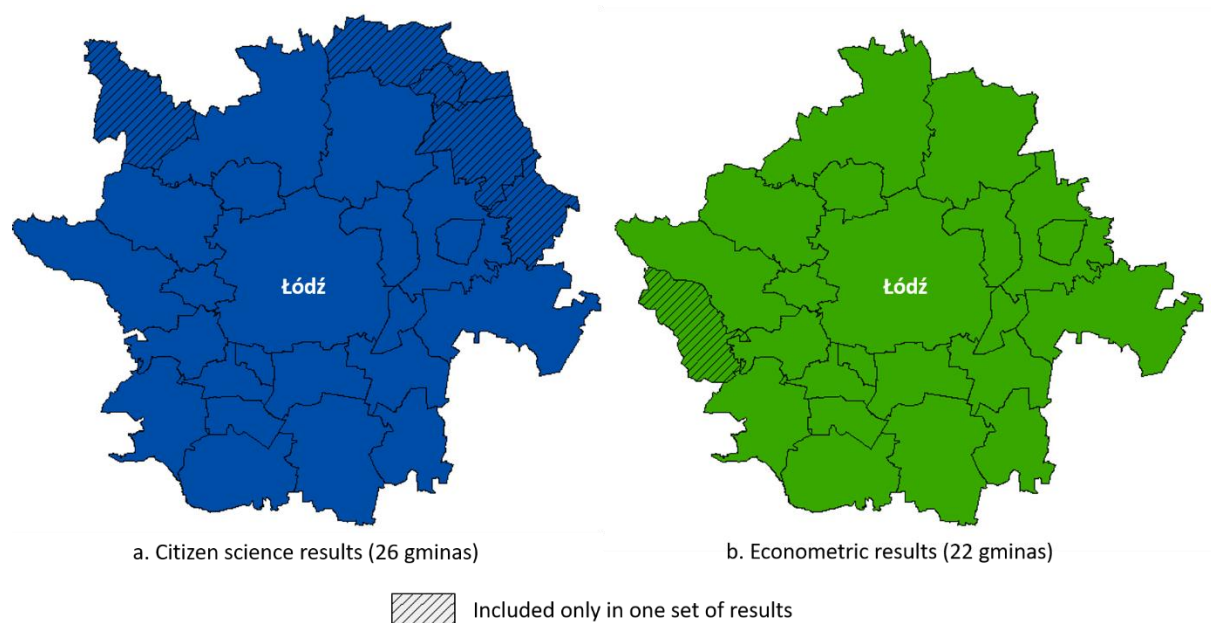 Łódź
Łódź
a. Citizen science results (26 gminas)
b. Econometric results (22 gminas)
Included only in one set of results